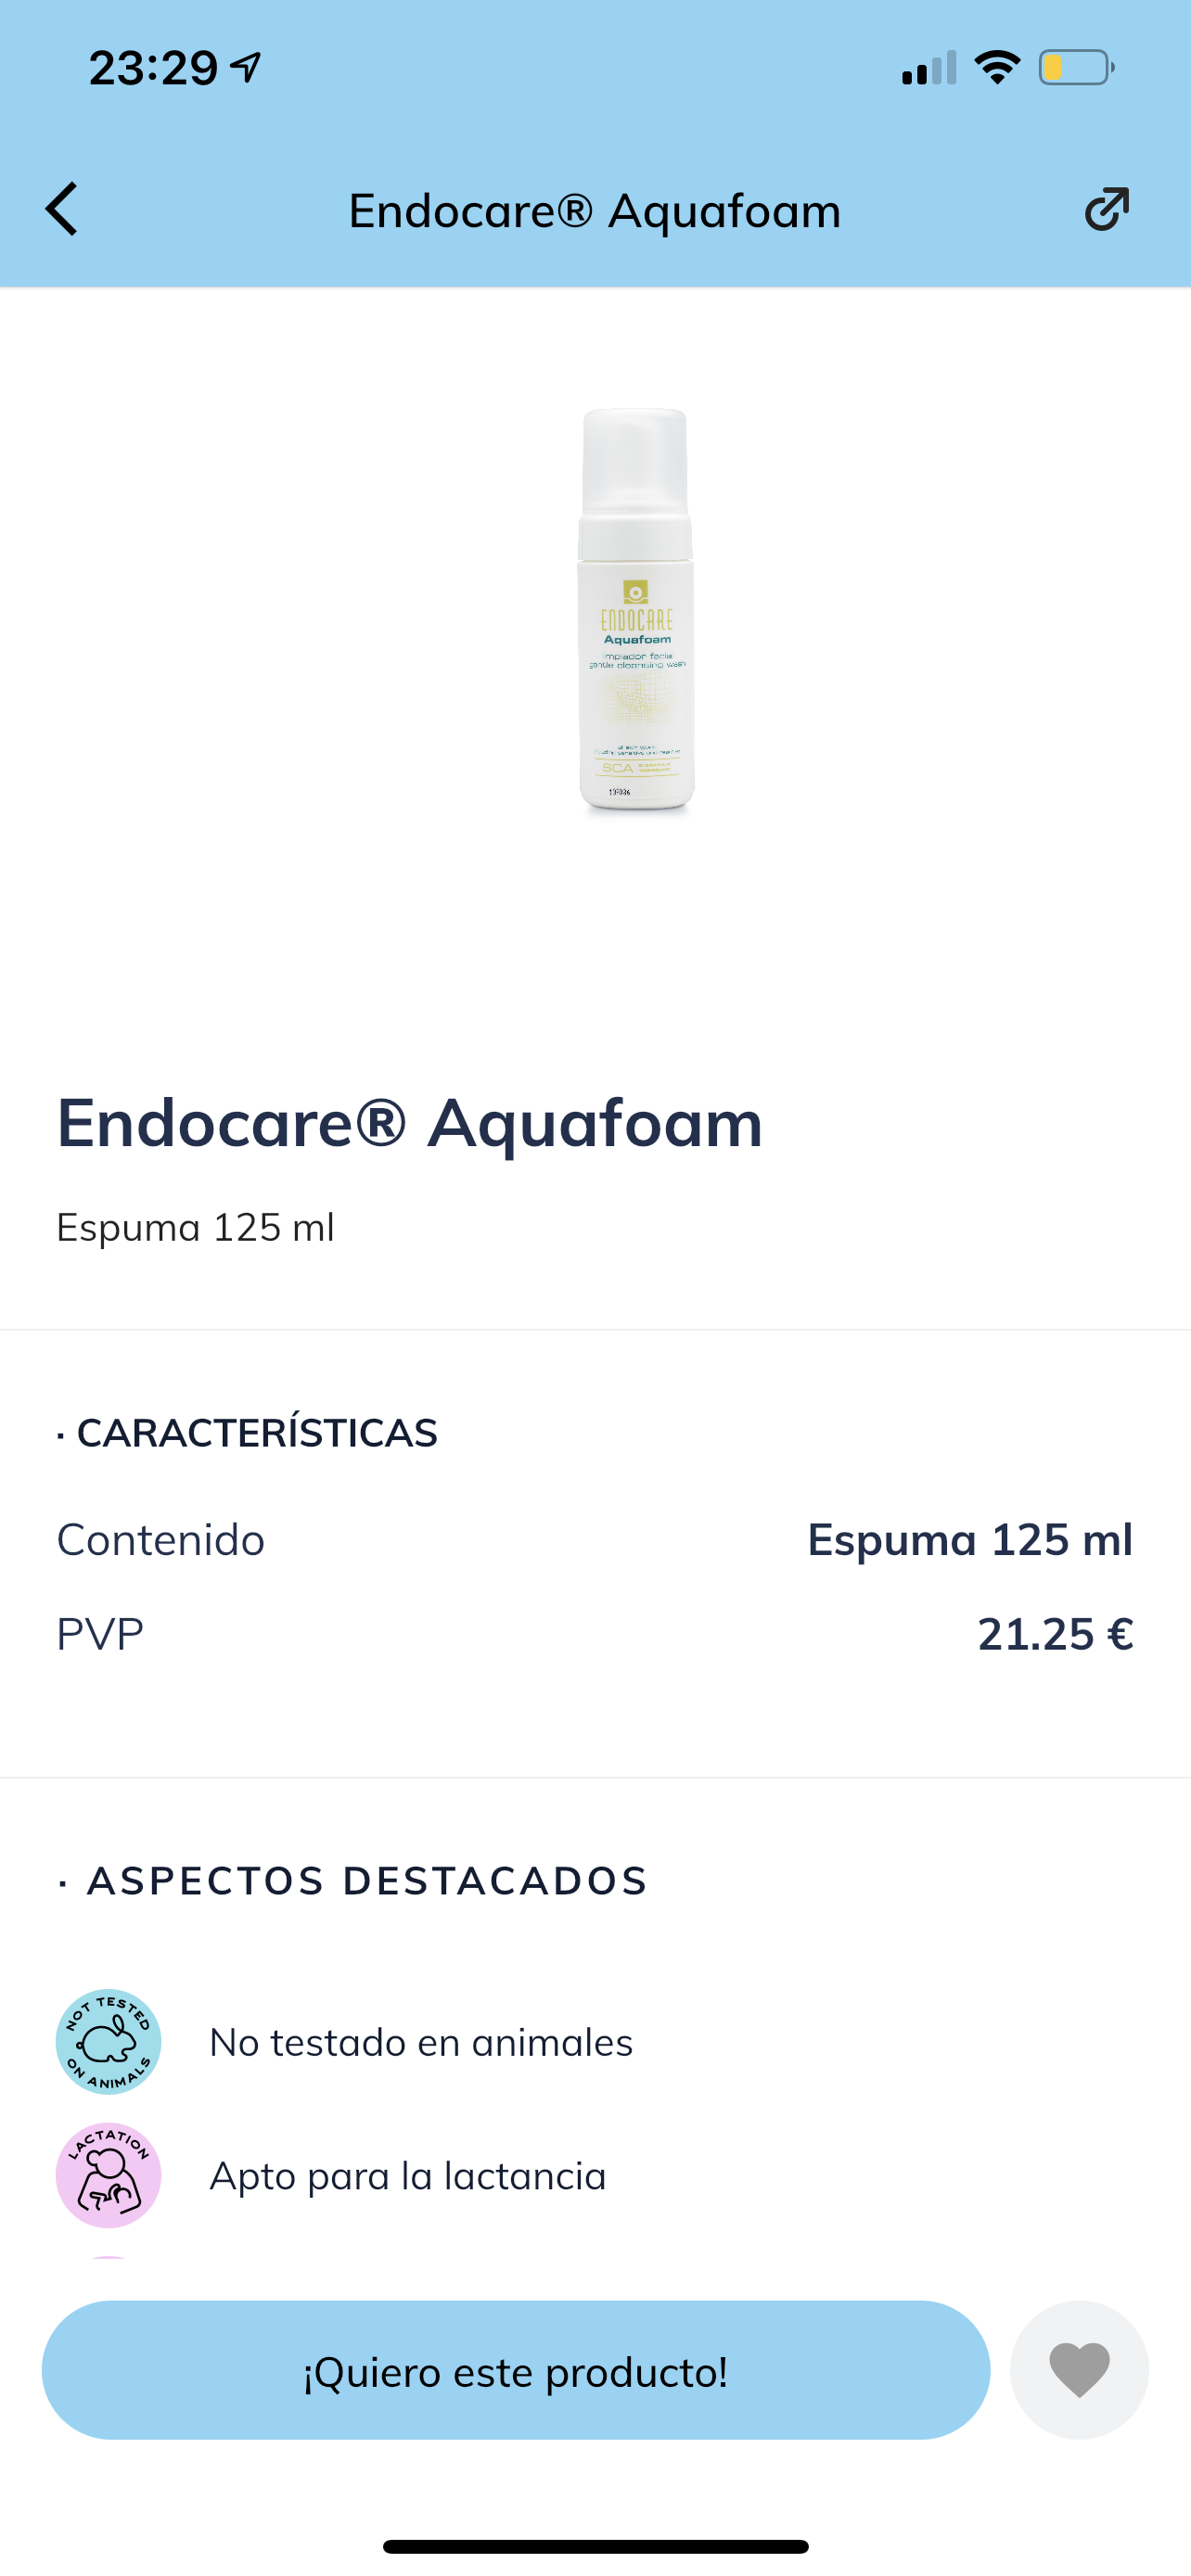 23:29
Endocare® Aquafoam
ENDOCARE
Aquafoam
limpiador facial
gentle cleansing wash
SCA
Endocare® Aquafoam
Espuma 125 ml
· CARACTERÍSTICAS
Contenido Espuma 125 ml
PVP 21.25 €
· ASPECTOS DESTACADOS
NOT TESTED ON ANIMALS
No testado en animales
LACTATION
Apto para la lactancia
¡Quiero este producto!